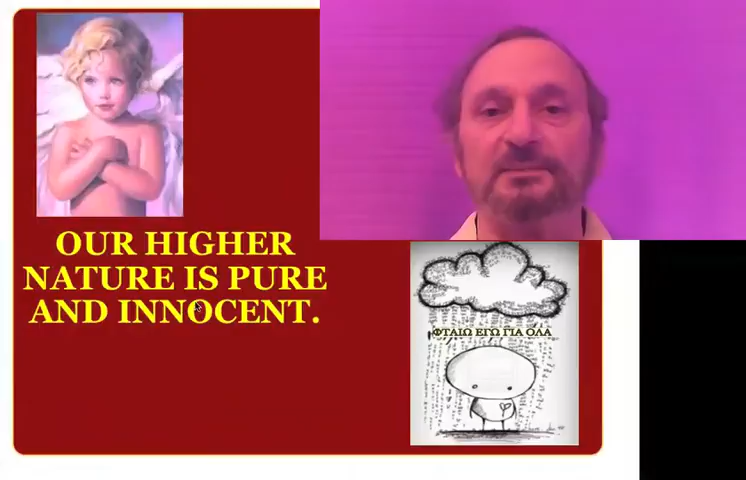 OUR HIGHER
NATURE IS PURE
AND INNOCENT.
ΦΤΑΙΩ ΕΓΩ ΓΙΑ ΟΛΑ